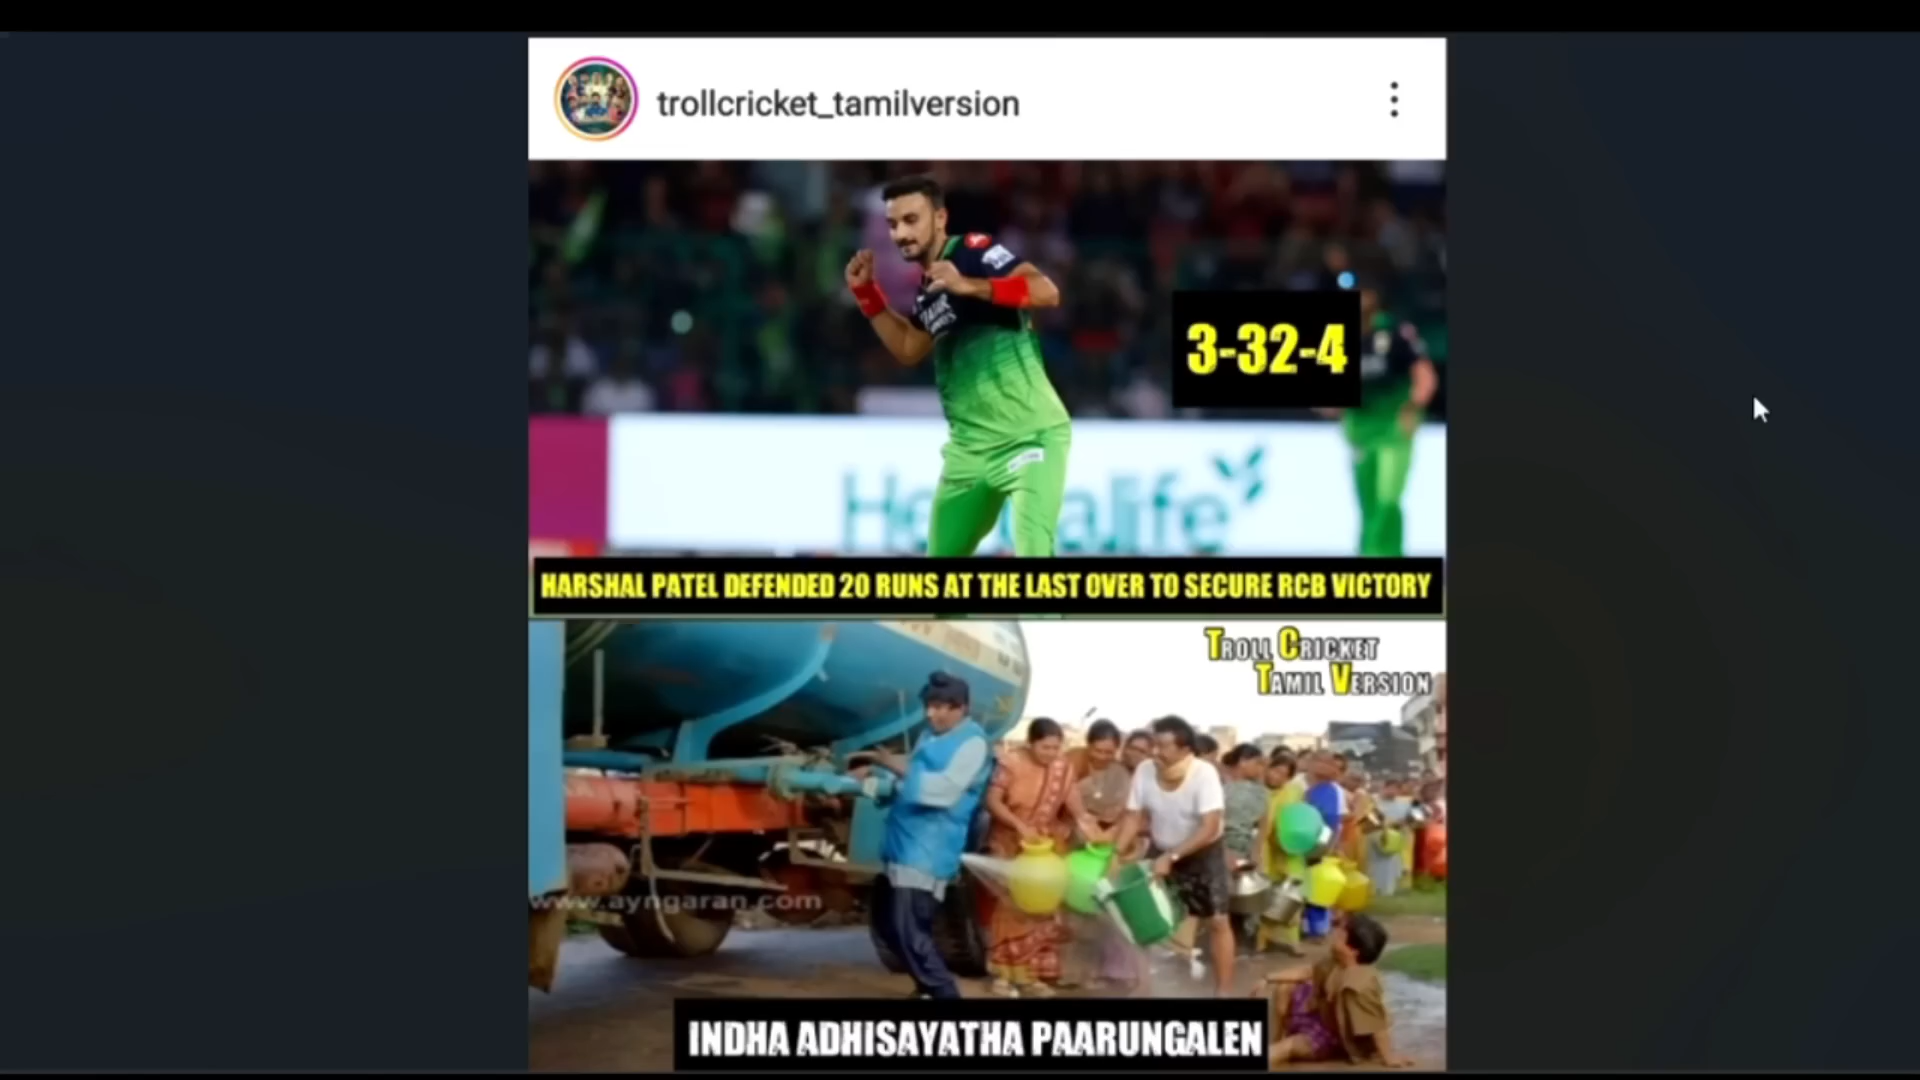 trollcricket_tamilversion
3-32-4
Herbalife
HARSHAL PATEL DEFENDED 20 RUNS AT THE LAST OVER TO SECURE RCB VICTORY
TROLL CRICKET
TAMIL VERSION
www.ayngaran.com
INDHA ADHISAYATHA PAARUNGALEN